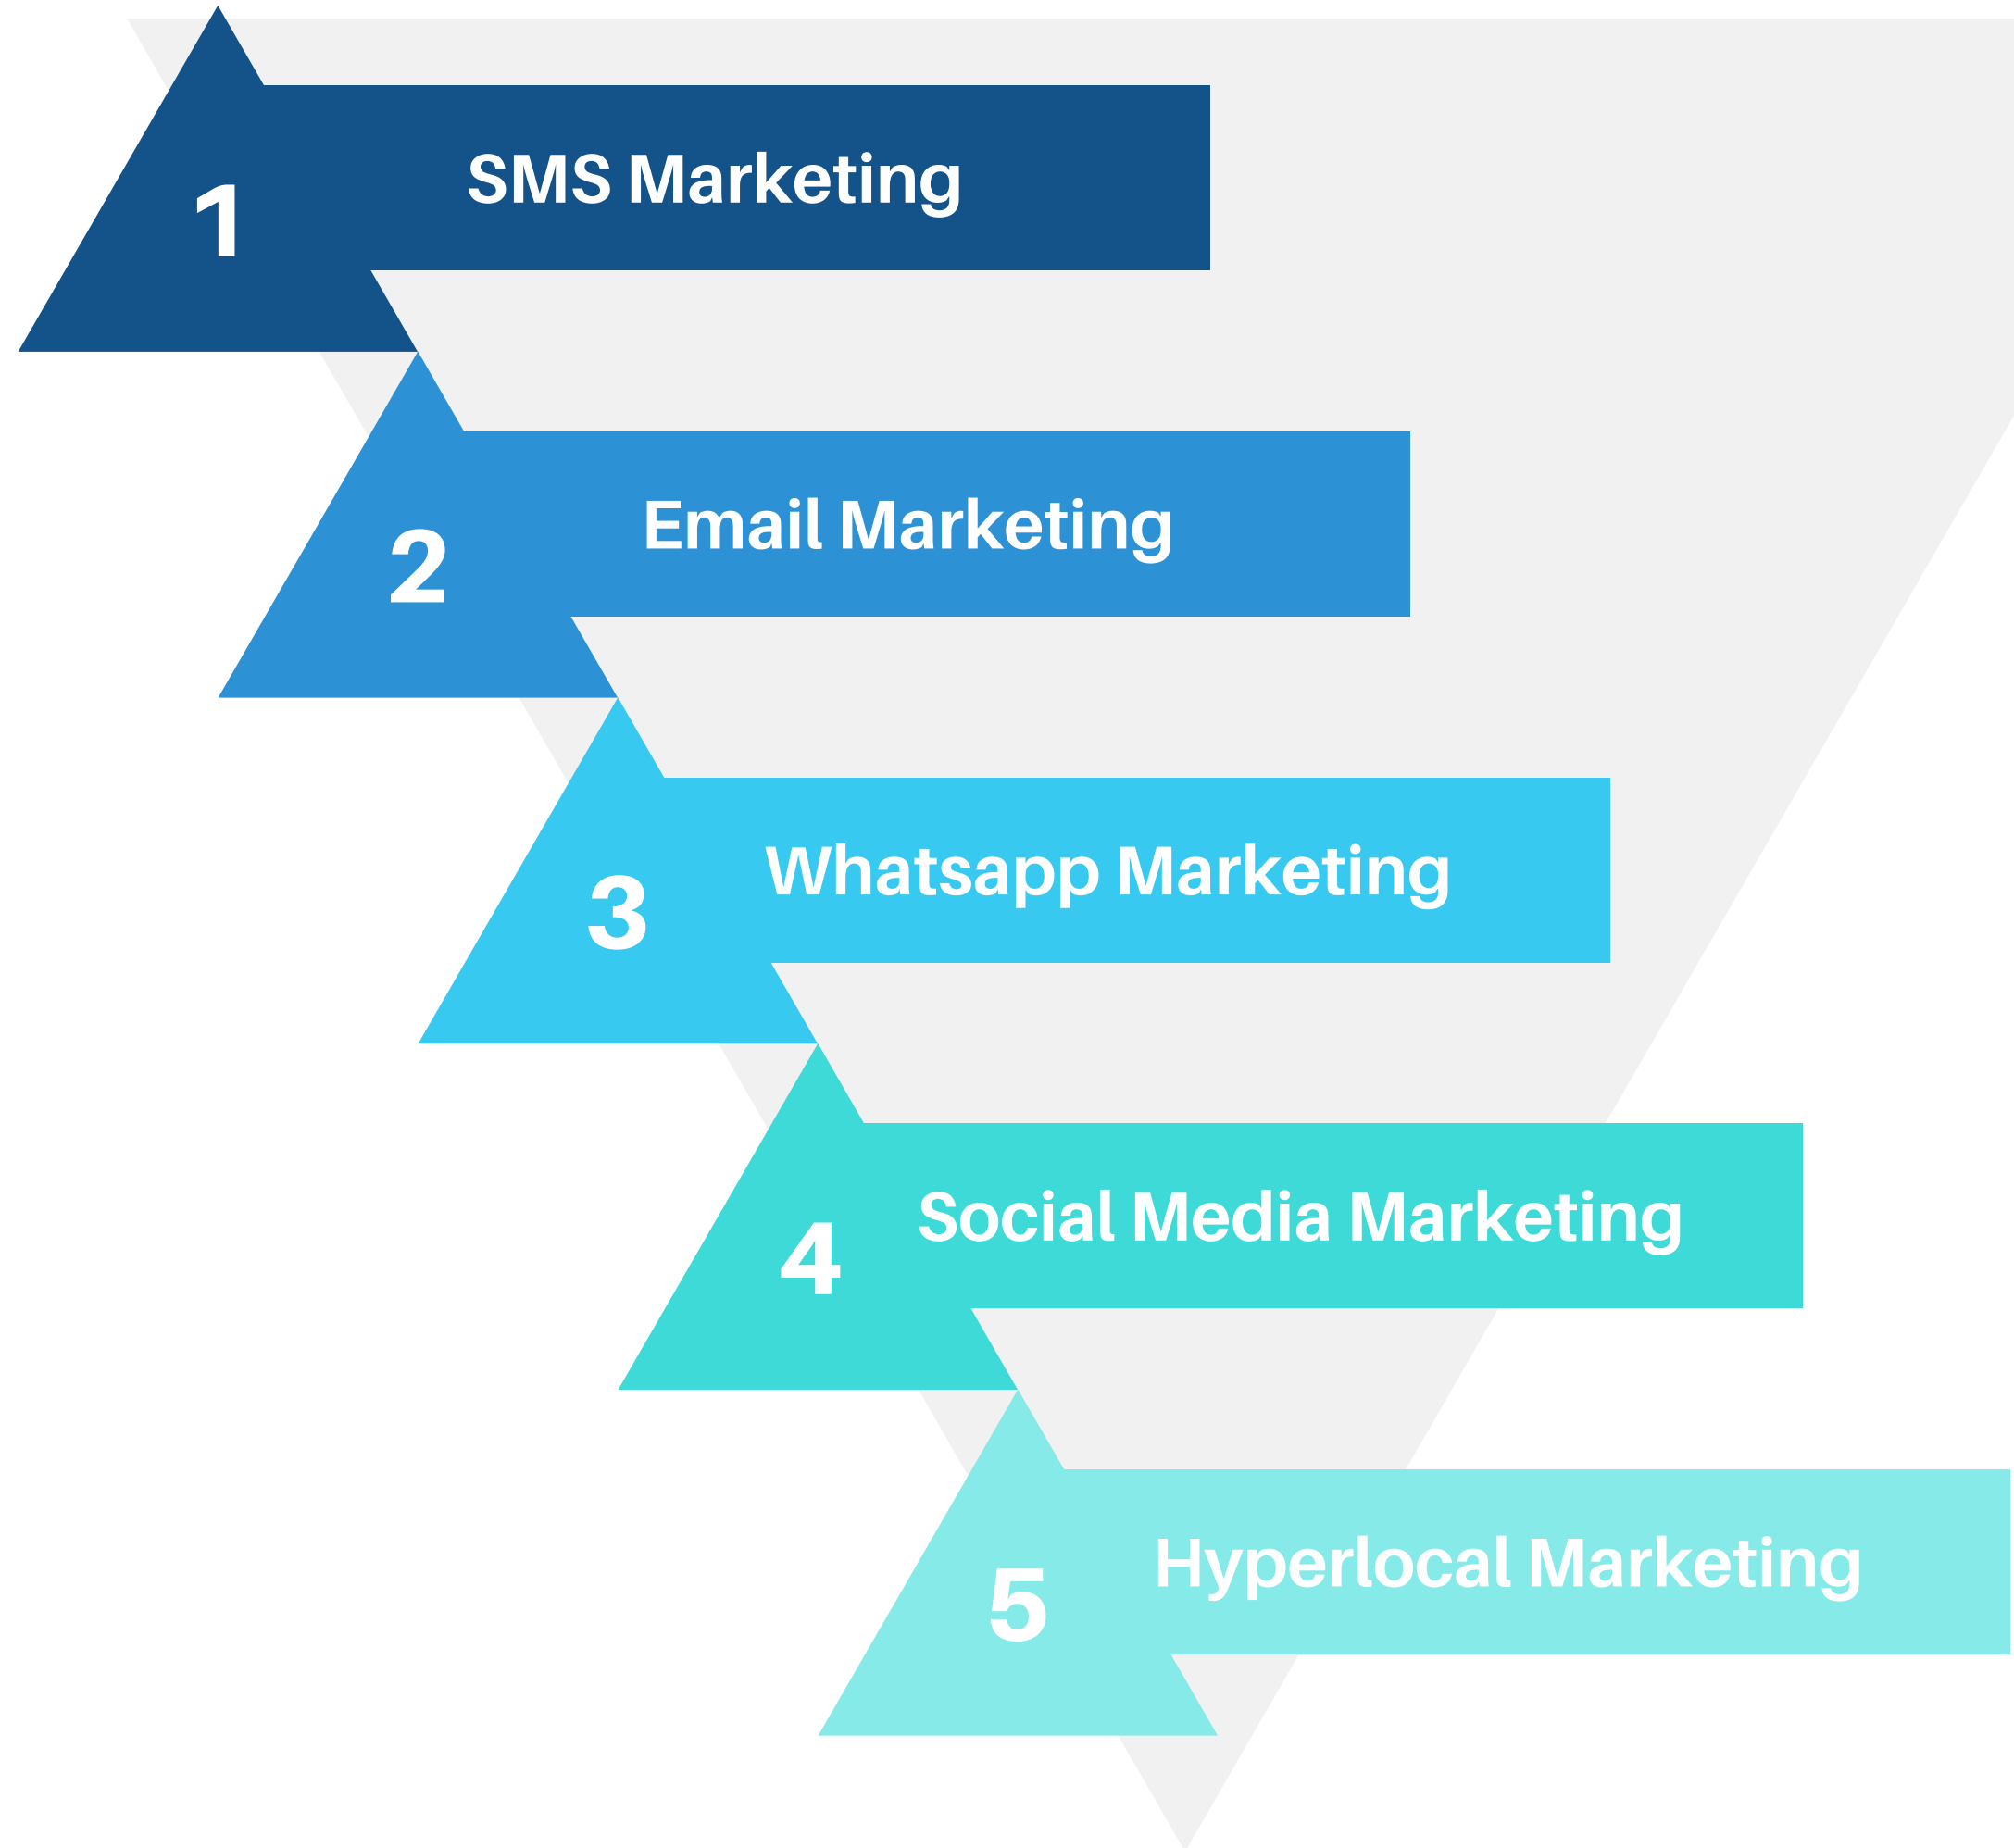 1
SMS Marketing
2
Email Marketing
3
Whatsapp Marketing
4
Social Media Marketing
5
Hyperlocal Marketing